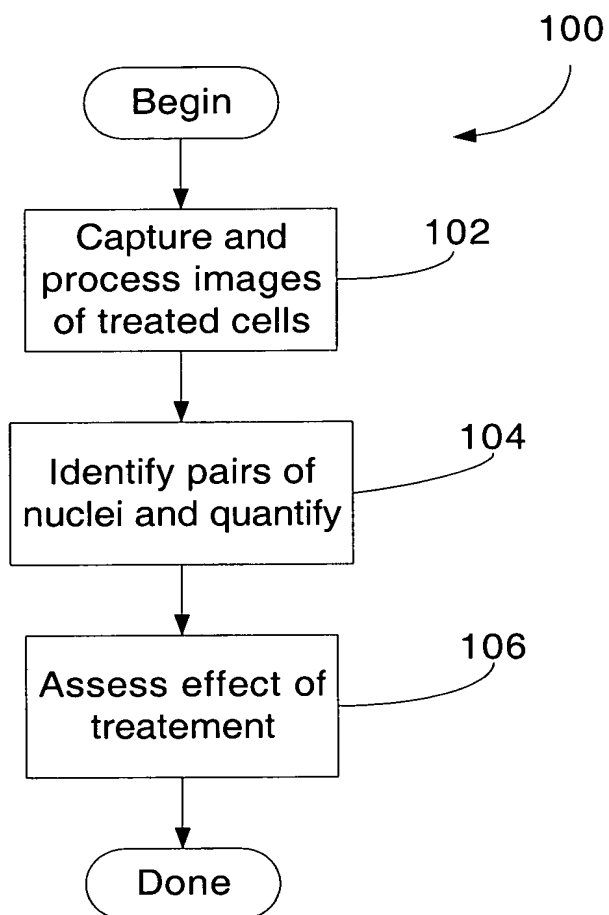 100
Begin
Capture and
process images
of treated cells
102
Identify pairs of
nuclei and quantify
104
Assess effect of
treatement
106
Done